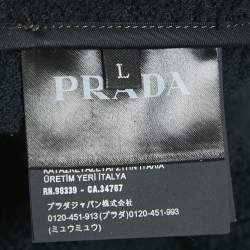 L
PRADA
ÜRETİM YERİ İTALYA
RN.98339 - CA.34767
プラダジャパン株式会社
0120-451-913 (プラダ) 0120-451-993
(ミュウミュウ)